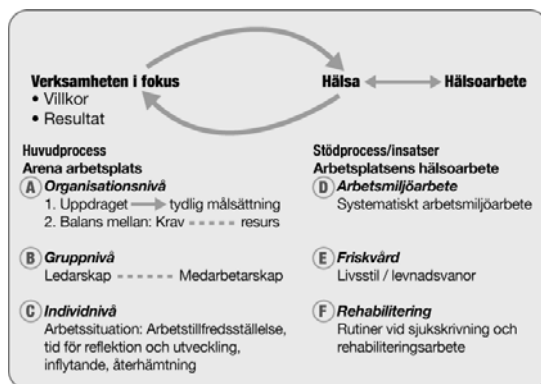 Verksamheten i fokus
• Villkor
• Resultat
Hälsa
Hälsoarbete
Huvudprocess
Arena arbetsplats
A Organisationsnivå
1. Uppdraget tydlig målsättning
2. Balans mellan: Krav ----- resurs
B Gruppnivå
Ledarskap ------ Medarbetarskap
C Individnivå
Arbetssituation: Arbetstillfredsställelse,
tid för reflektion och utveckling,
inflytande, återhämtning
Stödprocess/insatser
Arbetsplatsens hälsoarbete
D Arbetsmiljöarbete
Systematiskt arbetsmiljöarbete
E Friskvård
Livsstil / levnadsvanor
F Rehabilitering
Rutiner vid sjukskrivning och
rehabiliteringsarbete